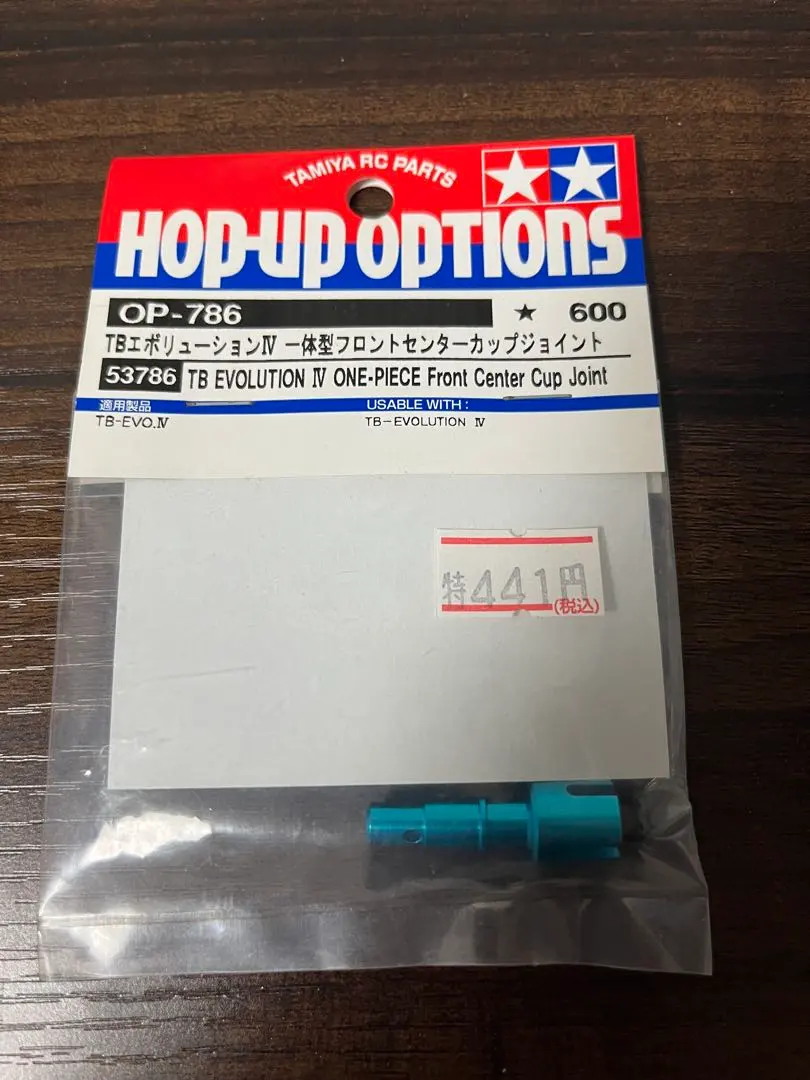 TAMIYA RC PARTS
HOP-UP OPTIONS
OP-786 ★ 600
TBエボリューションⅣ 一体型フロントセンターカップジョイント
53786 TB EVOLUTION Ⅳ ONE-PIECE Front Center Cup Joint
適用製品 USABLE WITH:
TB-EVO.Ⅳ TB-EVOLUTION Ⅳ
特441円
(税込)